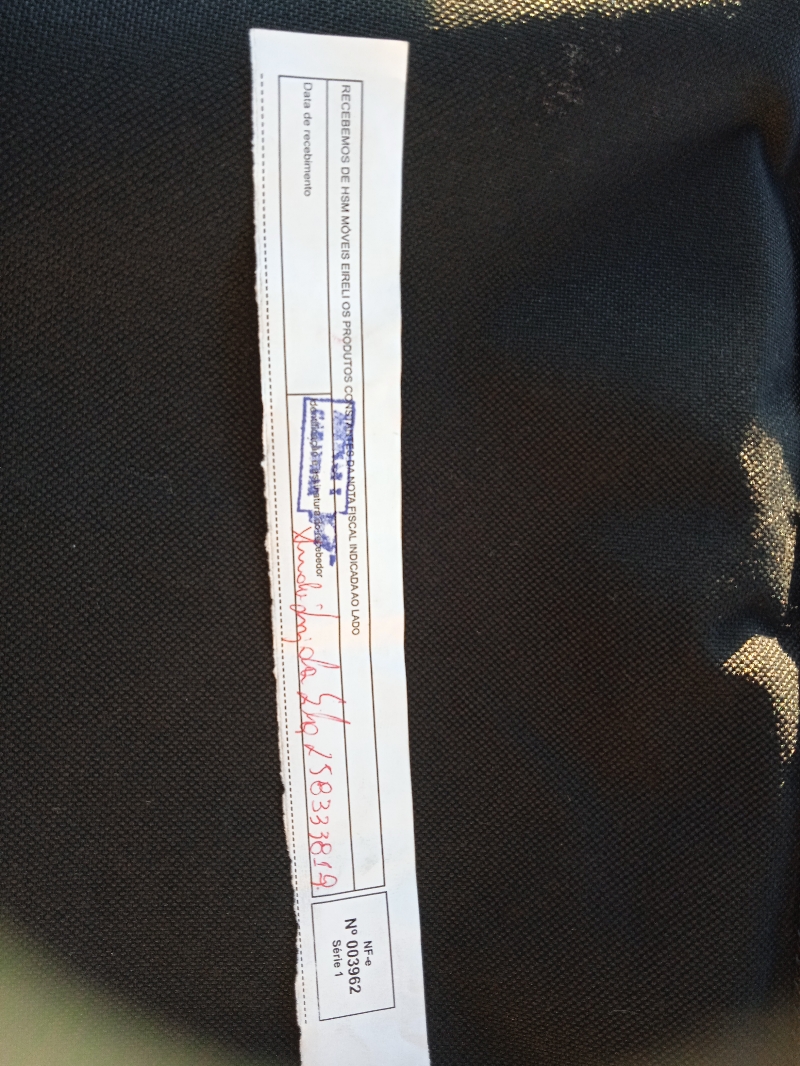 RECEBEMOS DE HSM MÓVEIS EIRELI OS PRODUTOS CONSTANTES DA NOTA FISCAL INDICADA AO LADO
Data de recebimento
Identificação e assinatura do recebedor
NF-e
Nº 003962
Série 1